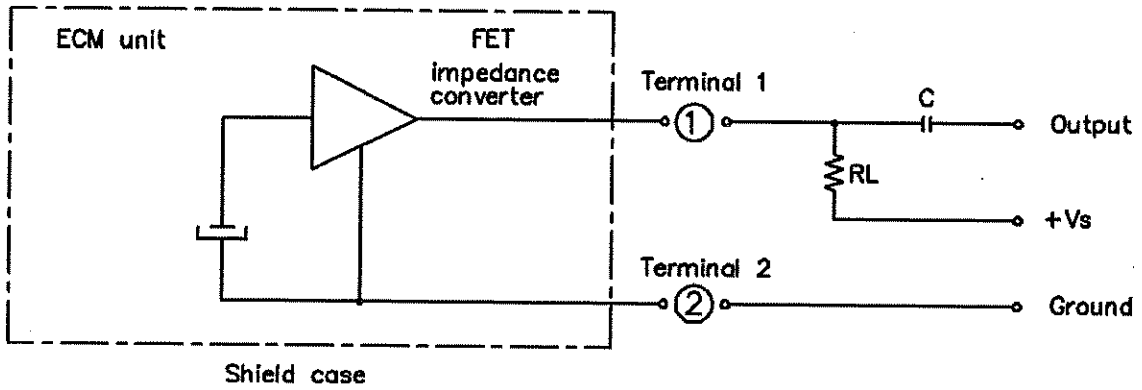 ECM unit
FET
impedance
converter
Terminal 1
1
C
Output
RL
+Vs
Terminal 2
2
Ground
Shield case